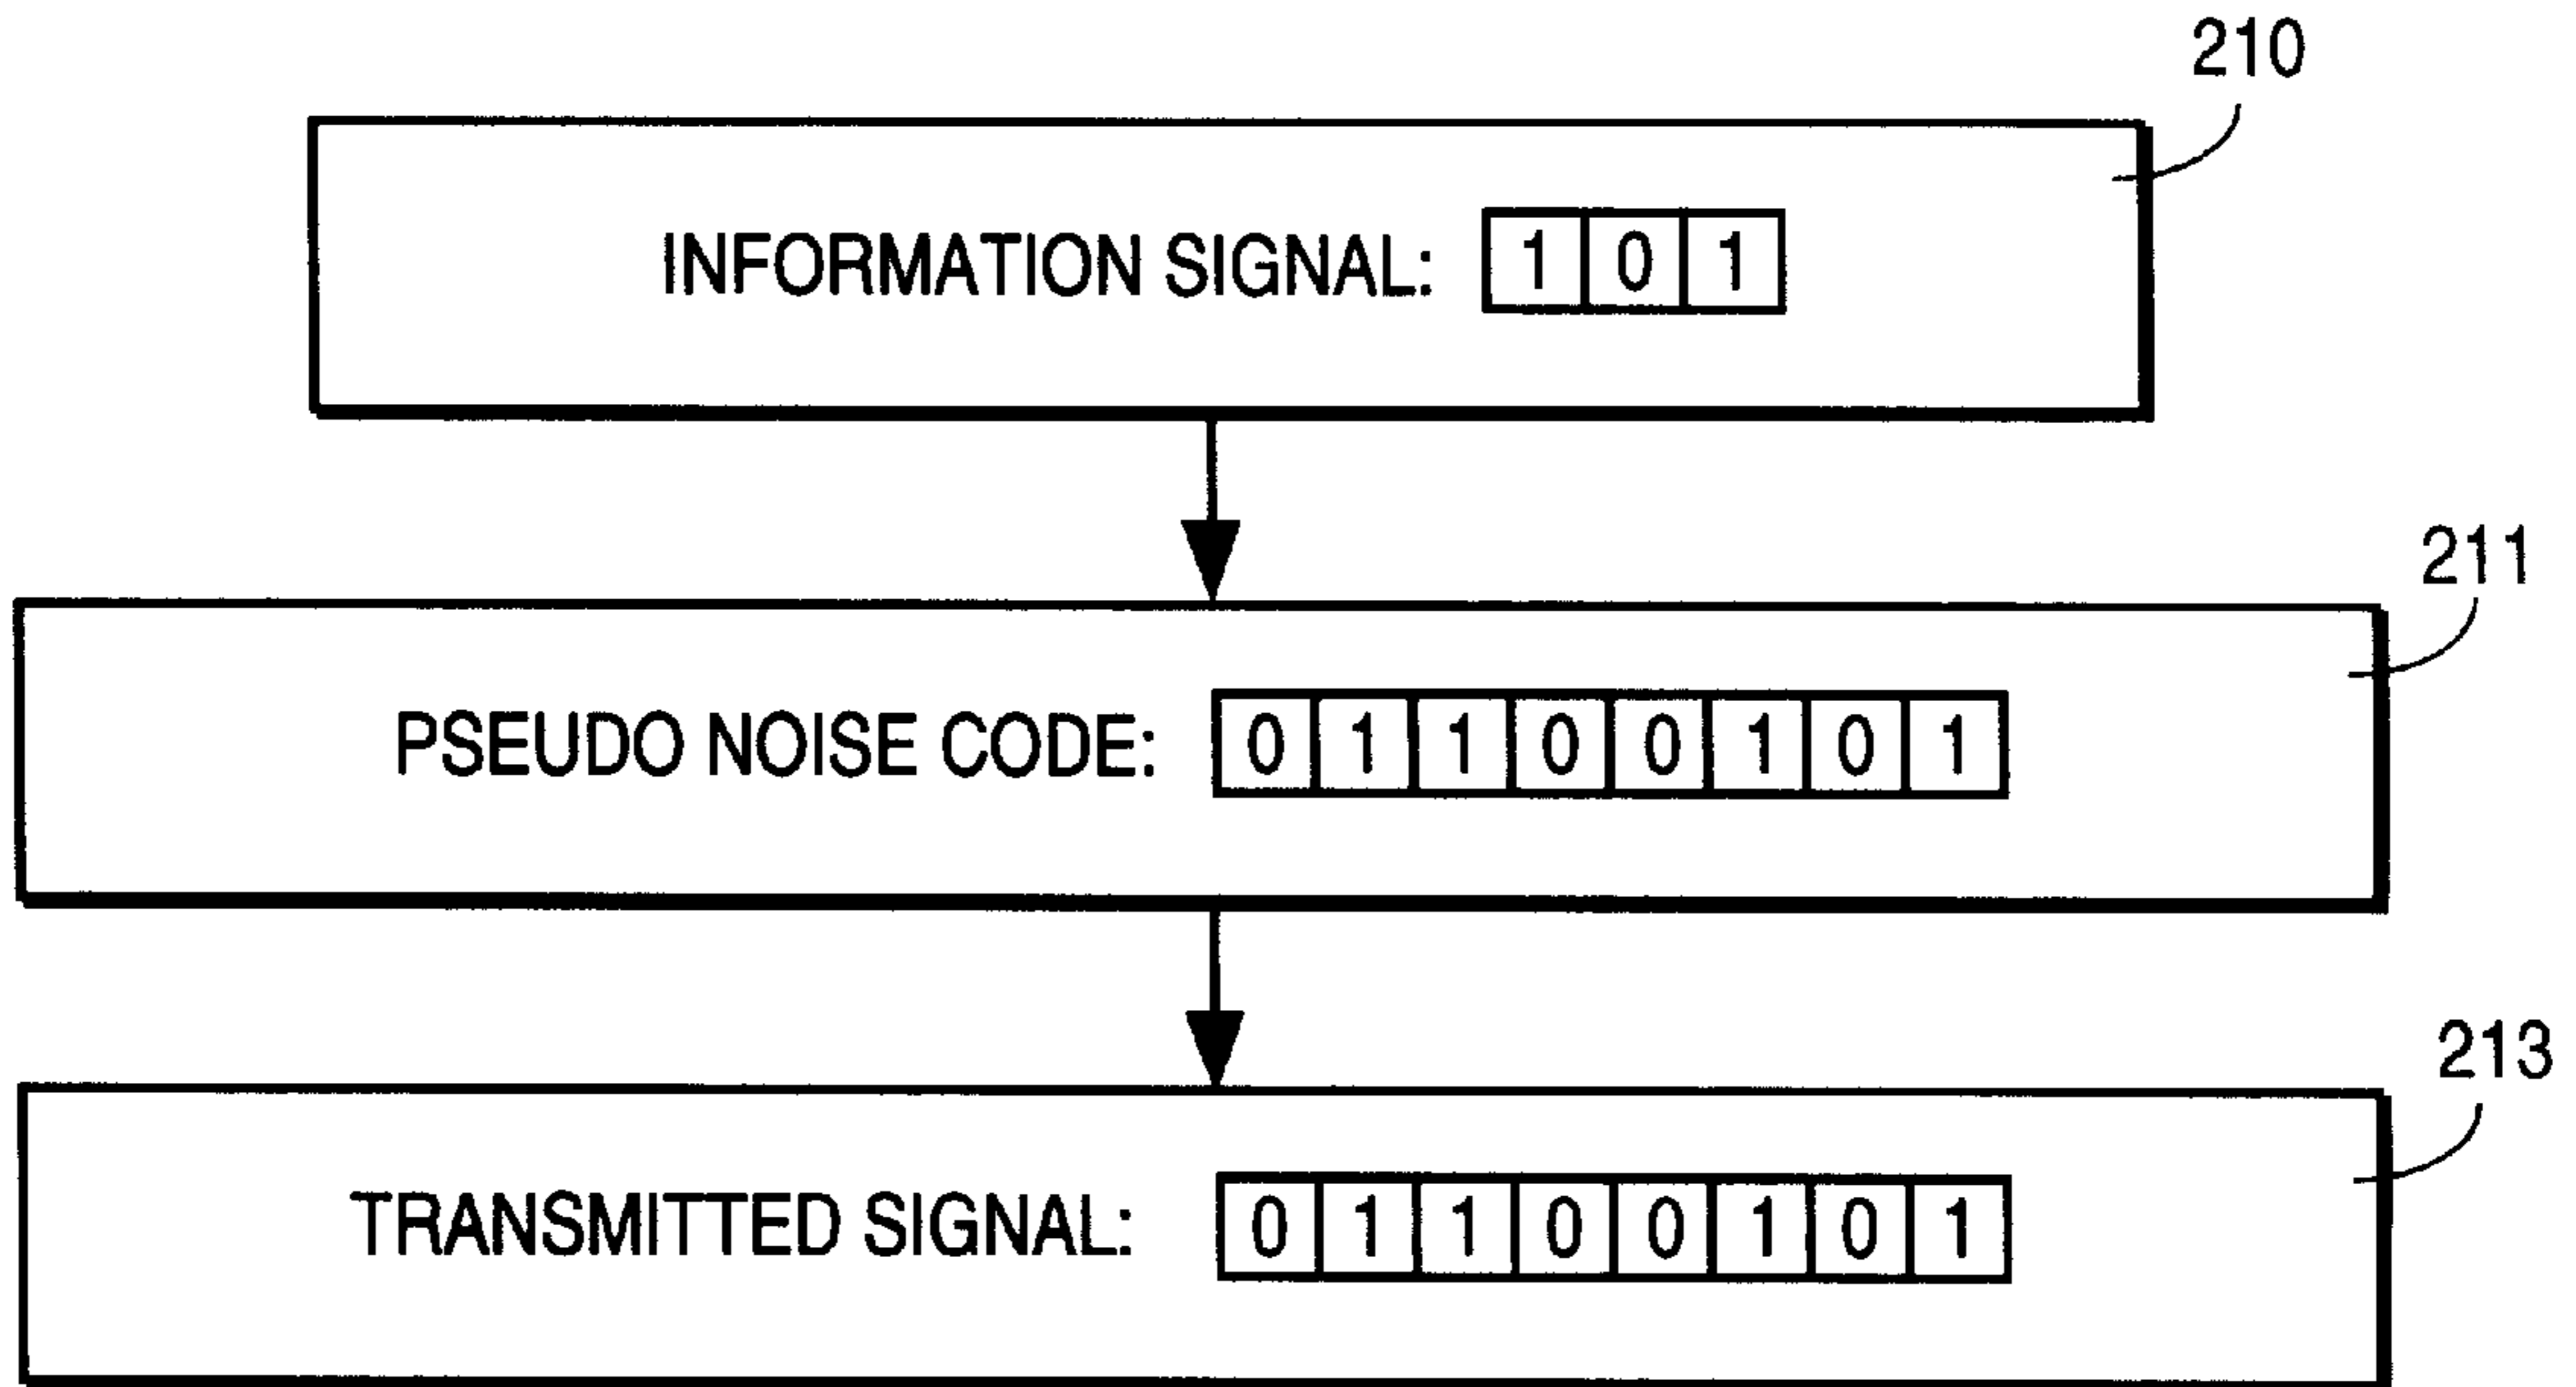 210
INFORMATION SIGNAL: 1 0 1
211
PSEUDO NOISE CODE: 0 1 1 0 0 1 0 1
213
TRANSMITTED SIGNAL: 0 1 1 0 0 1 0 1